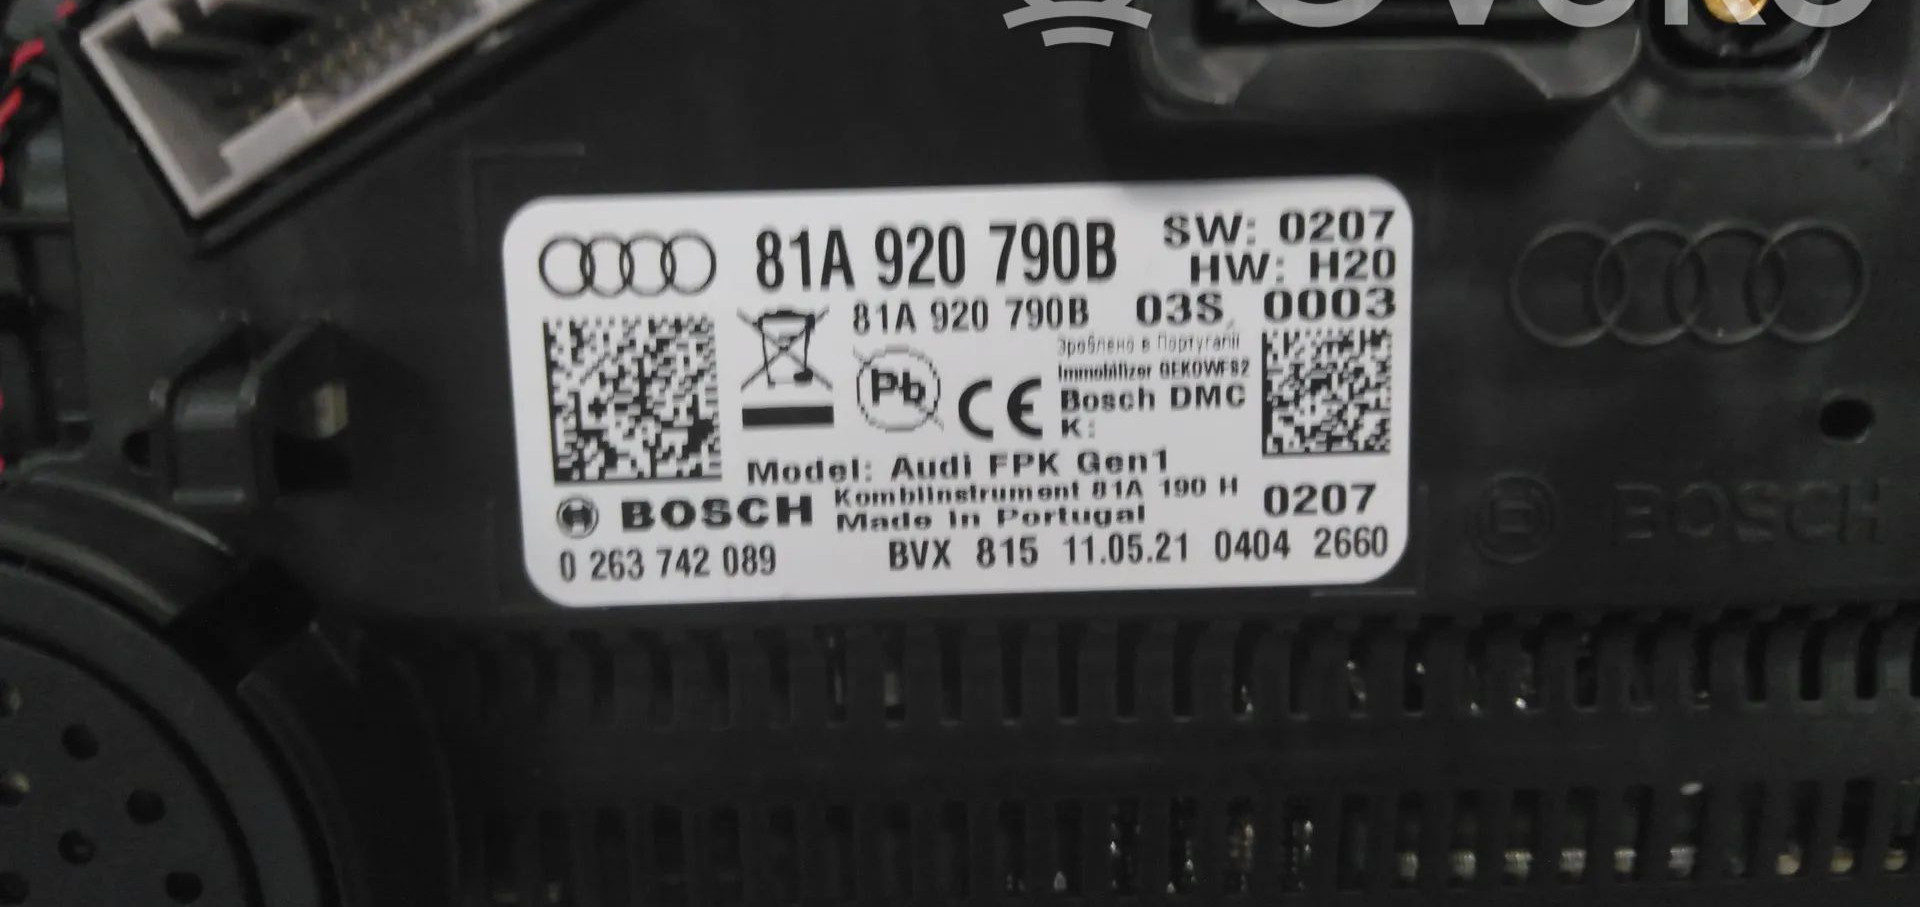 81A 920 790B
SW: 0207
HW: H20
81A 920 790B 03S 0003
Зроблено в Португалії
Immobilizer GEKOWFS2
Pb
CE
Bosch DMC
K:
Model: Audi FPK Gen1
Kombiinstrument 81A 190 H
0207
BOSCH
Made in Portugal
0 263 742 089
BVX 815 11.05.21 0404 2660
BOSCH